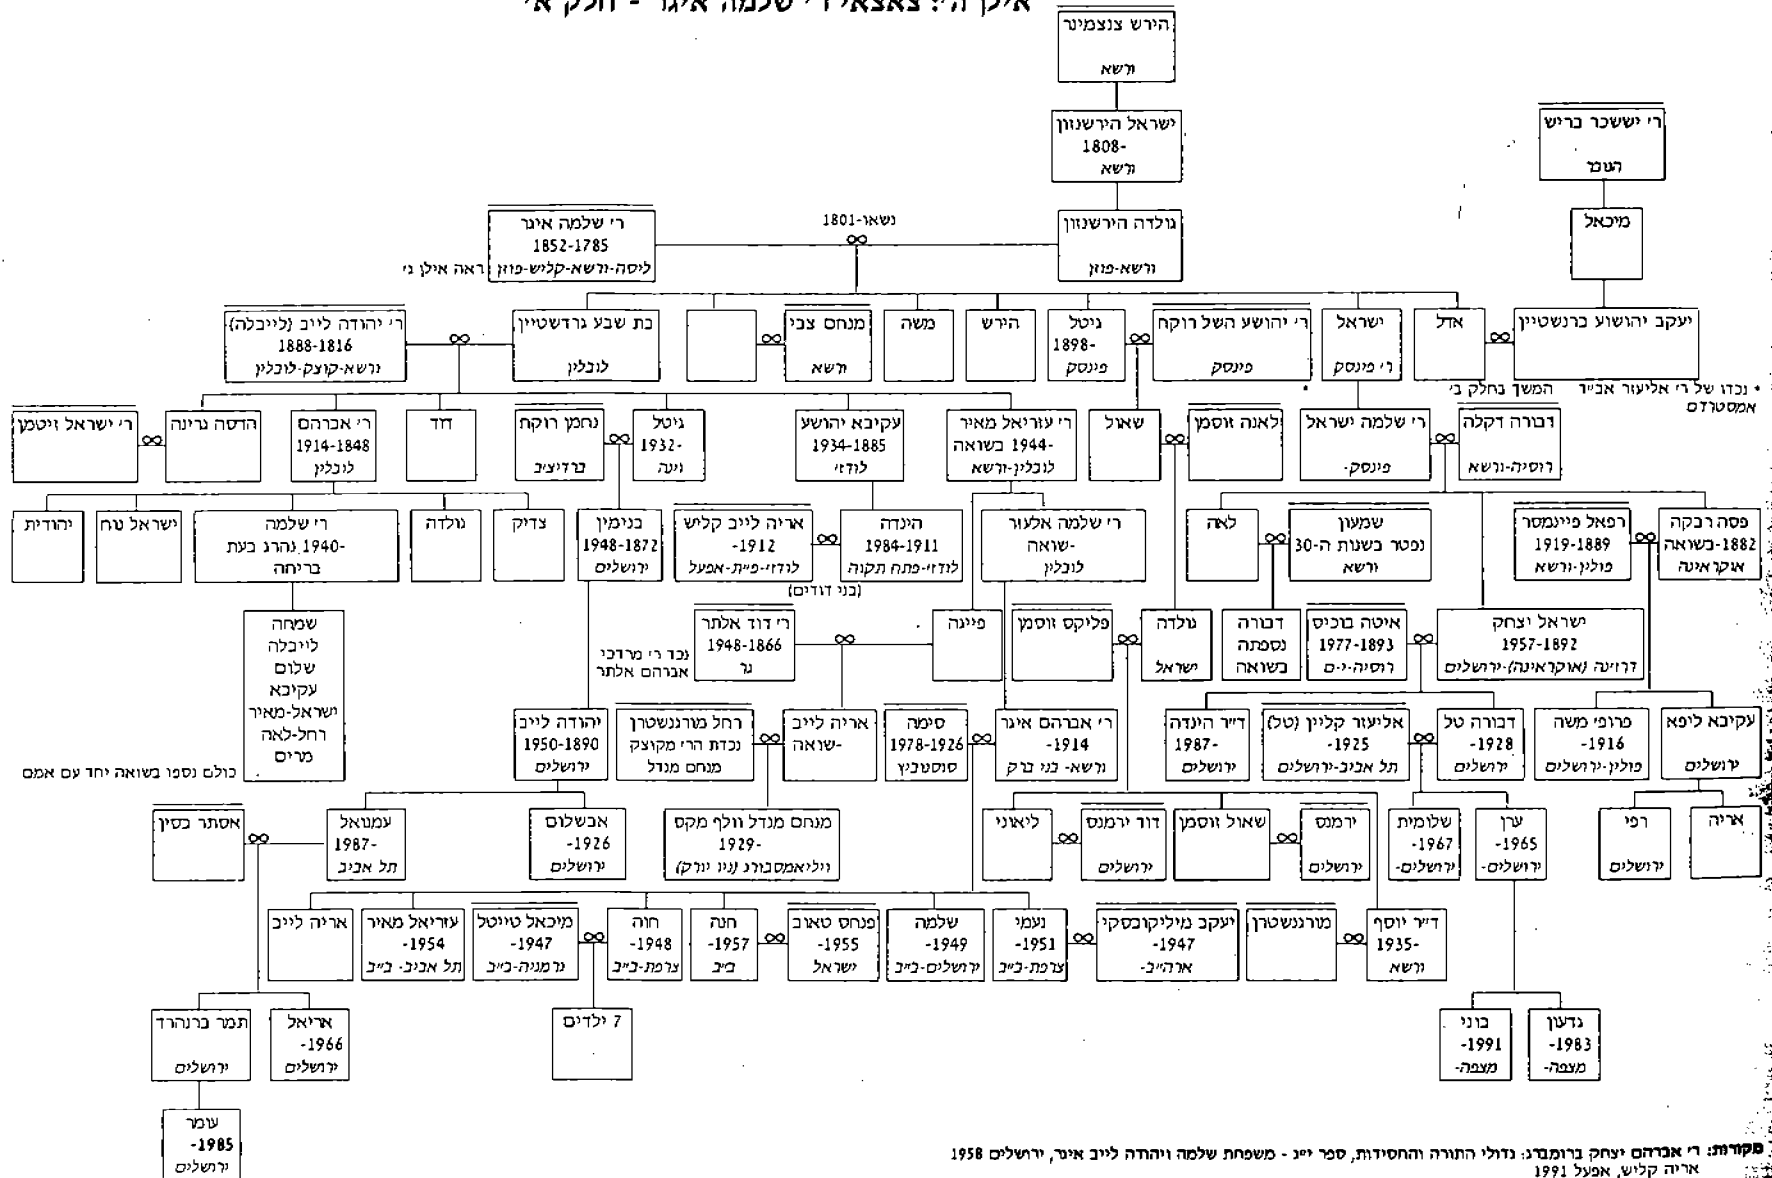 אילן ה': צאצאי ר' שלמה איגר - חלק א'
הירש צנצמינר
ורשא
ישראל הירשנזון
1808-
ורשא
ר' יששכר בריש
מיכאל
גולדה הירשנזון
ורשא-פוזן
נשאו-1801
ר' שלמה איגר
1852-1785
ליסה-ורשא-קליש-פוזן
ראה אילן ג'
יעקב יהושוע ברנשטיין
אדל
ישראל
ר' פינסק
ר' יהושע השל רוקח
פינסק
גיטל
1898-
פינסק
הירש
משה
מנחם צבי
ורשא
בת שבע גרדשטיין
לובלין
ר' יהודה לייב (לייבלה)
1888-1816
ורשא-קוצק-לובלין
* נכדו של ר' אליעזר אב"ד
אמסטרדם
המשך בחלק ב'
דבורה דקלה
רוסיה-ורשא
ר' שלמה ישראל
פינסק-
לאנה זוסמן
שאול
ר' עזריאל מאיר
1944- בשואה
לובלין-ורשא
עקיבא יהושע
1934-1885
לודז'
גיטל
1932-
וינה
נחמן רוקח
ברדיצ'ב
דוד
ר' אברהם
1914-1848
לובלין
הדסה גרינה
ר' ישראל זיטמן
פסה רבקה
1882-בשואה
אוקראינה
רפאל פיינמסר
1919-1889
פולין-ורשא
שמעון
נפטר בשנות ה-30
ורשא
לאה
ר' שלמה אלעזר
-שואה
לובלין
הינדה
1984-1911
לודז'-פתח תקוה
אריה לייב קליש
-1912
לודז'-פ"ת-אפעל
(בני דודים)
בנימין
1948-1872
ירושלים
צדיק
גולדה
ר' שלמה
-1940 נהרג בעת
בריחה
ישראל נוח
יהודית
ישראל יצחק
1957-1892
דרז'נה (אוקראינה)-ירושלים
איטה בוכיס
1977-1893
רוסיה-י-ם
דבורה
נספתה
בשואה
גולדה
ישראל
פליקס זוסמן
פייגה
ר' דוד אלתר
1948-1866
גר
נכד ר' מרדכי
אברהם אלתר
שמחה
לייבלה
שלום
עקיבא
ישראל-מאיר
רחל-לאה
מרים
כולם נספו בשואה יחד עם אמם
עקיבא ליפא
ירושלים
פרופ' משה
-1916
פולין-ירושלים
דבורה טל
-1928
ירושלים
אליעזר קליין (טל)
-1925
תל אביב-ירושלים
ד"ר הינדה
1987-
ירושלים
ר' אברהם איגר
-1914
ורשא- בני ברק
סימה
1978-1926
סוסנוביץ
אריה לייב
-שואה
רחל מורגנשטרן
נכדת הר' מקוצק
מנחם מנדל
יהודה לייב
1950-1890
ירושלים
אריה
רפי
ירושלים
ערן
-1965
ירושלים-
שלומית
-1967
ירושלים-
ירמנס
ירושלים
שאול זוסמן
דוד ירמנס
ירושלים
ליאוני
מנחם מנדל וולף מקס
-1929
ויליאמסבורג (ניו יורק)
אבשלום
-1926
ירושלים
עמנואל
1987-
תל אביב
אסתר כסין
ד"ר יוסף
1935-
ורשא
מורגנשטרן
יעקב מיליקובסקי
-1947
ארה"ב-
נעמי
-1951
צרפת-ב"ב
שלמה
-1949
ירושלים-ב"ב
פנחס טאוב
-1955
ישראל
חנה
-1957
ב"ב
חוה
-1948
צרפת-ב"ב
מיכאל טייטל
-1947
גרמניה-ב"ב
עזריאל מאיר
-1954
תל אביב- ב"ב
אריה לייב
גדעון
-1983
מצפה-
בוני
-1991
מצפה-
7 ילדים
אריאל
-1966
ירושלים
תמר ברנהרד
ירושלים
עומר
-1985
ירושלים
מקורות: ר' אברהם יצחק ברומברג: גדולי התורה והחסידות, ספר י"ג - משפחת שלמה ויהודה לייב איגר, ירושלים 1958
אריה קליש, אפעל 1991